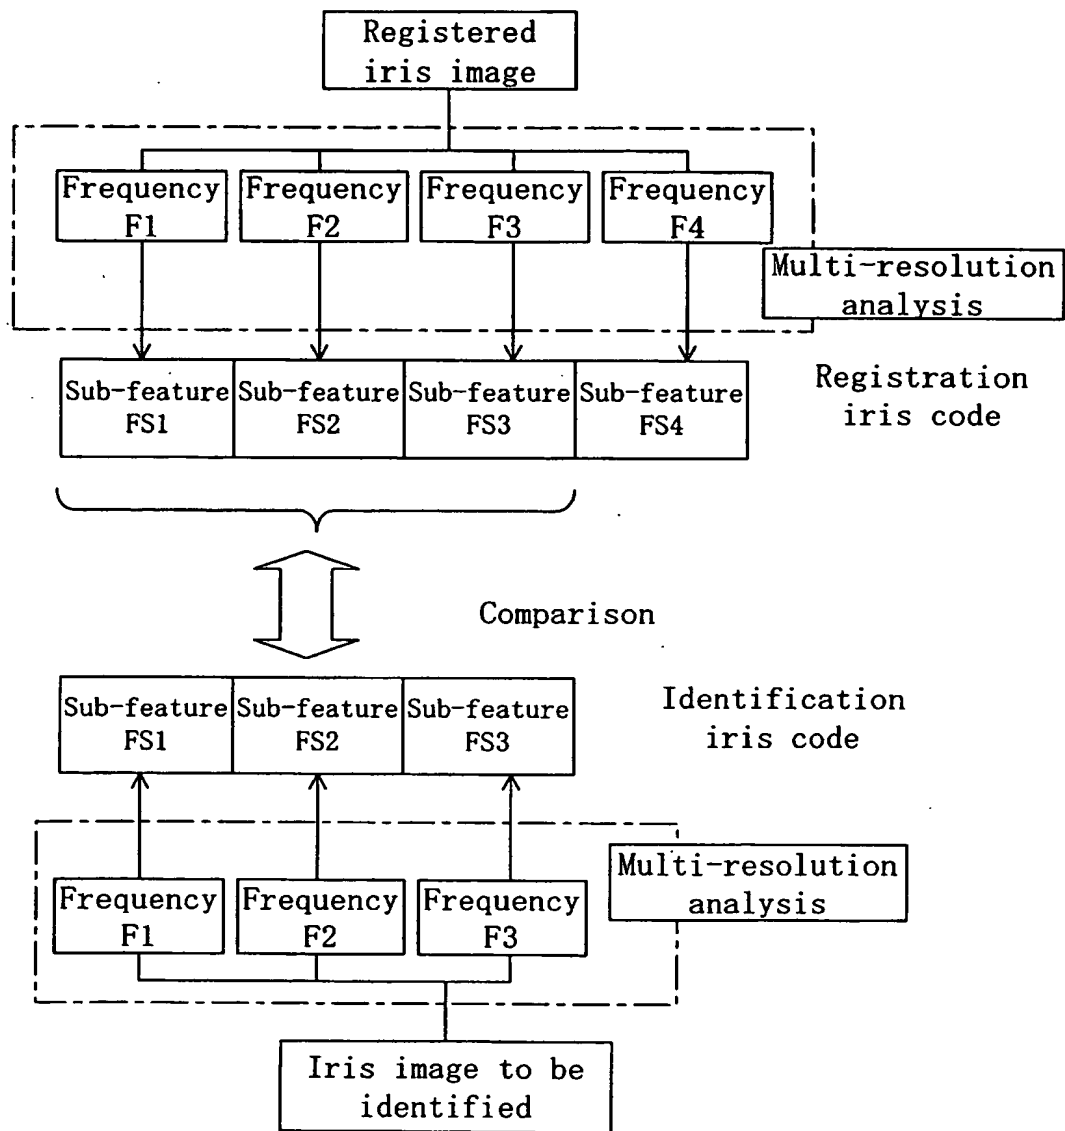 Registered
iris image
Frequency
F1
Frequency
F2
Frequency
F3
Frequency
F4
Multi-resolution
analysis
Sub-feature
FS1
Sub-feature
FS2
Sub-feature
FS3
Sub-feature
FS4
Registration
iris code
Comparison
Sub-feature
FS1
Sub-feature
FS2
Sub-feature
FS3
Identification
iris code
Frequency
F1
Frequency
F2
Frequency
F3
Multi-resolution
analysis
Iris image to be
identified